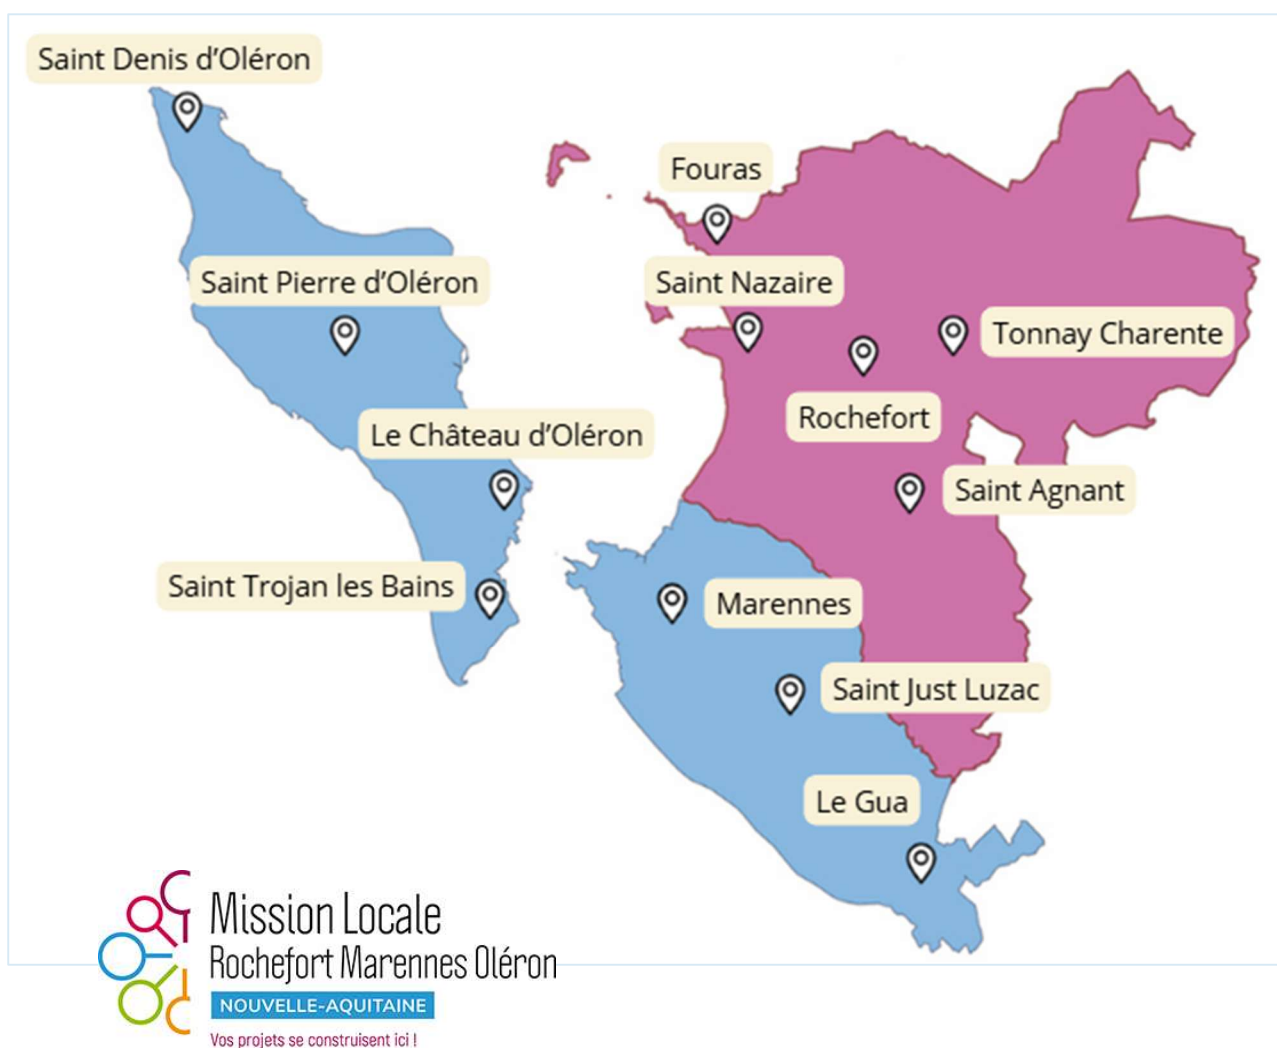 Saint Denis d'Oléron
Fouras
Saint Pierre d'Oléron
Saint Nazaire
Tonnay Charente
Rochefort
Le Château d'Oléron
Saint Agnant
Saint Trojan les Bains
Marennes
Saint Just Luzac
Le Gua
Mission Locale
Rochefort Marennes Oléron
NOUVELLE-AQUITAINE
Vos projets se construisent ici !